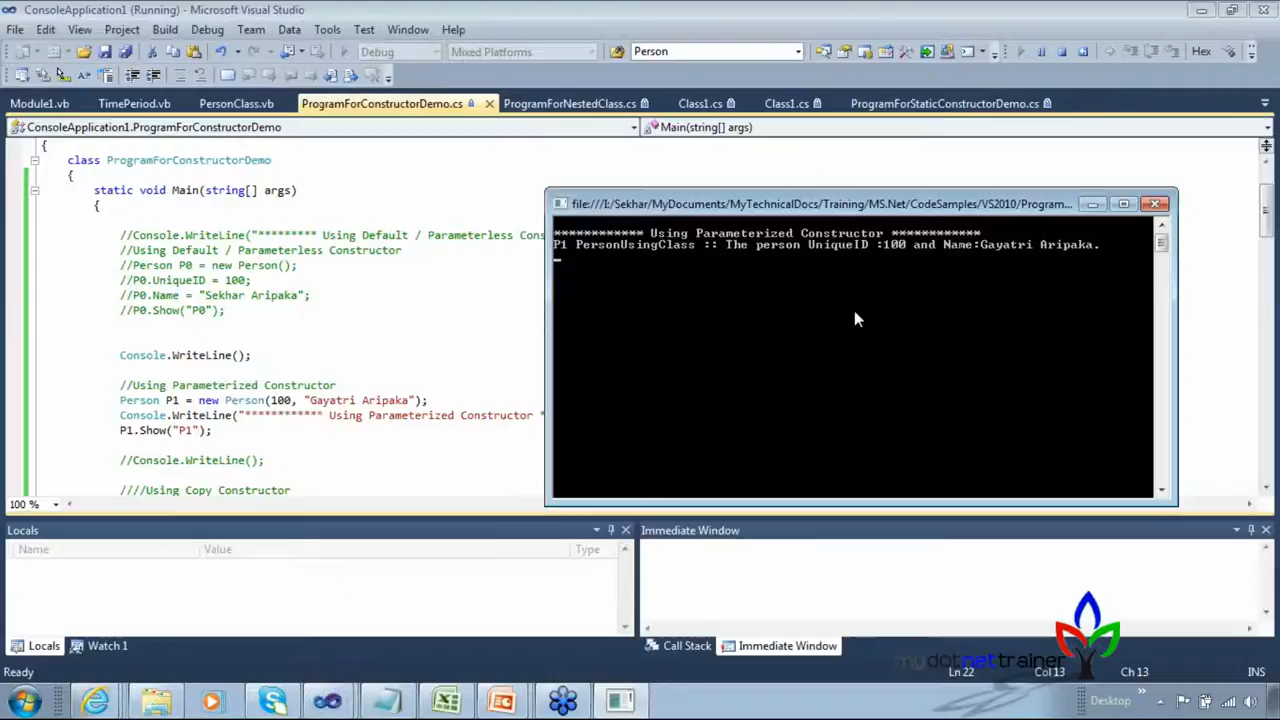 ConsoleApplication1 (Running) - Microsoft Visual Studio
File Edit View Project Build Debug Team Data Tools Test Window Help
Debug Mixed Platforms Person Hex
Module1.vb TimePeriod.vb PersonClass.vb ProgramForConstructorDemo.cs ProgramForNestedClass.cs Class1.cs Class1.cs ProgramForStaticConstructorDemo.cs
ConsoleApplication1.ProgramForConstructorDemo Main(string[] args)
{
class ProgramForConstructorDemo
{
static void Main(string[] args)
{
//Console.WriteLine("********* Using Default / Parameterless Cons
//Using Default / Parameterless Constructor
//Person P0 = new Person();
//P0.UniqueID = 100;
//P0.Name = "Sekhar Aripaka";
//P0.Show("P0");
Console.WriteLine();
//Using Parameterized Constructor
Person P1 = new Person(100, "Gayatri Aripaka");
Console.WriteLine("************ Using Parameterized Constructor *
P1.Show("P1");
//Console.WriteLine();
////Using Copy Constructor
100 %
file:///I:/Sekhar/MyDocuments/MyTechnicalDocs/Training/MS.Net/CodeSamples/VS2010/Program...
************ Using Parameterized Constructor ************
P1 PersonUsingClass :: The person UniqueID :100 and Name:Gayatri Aripaka.
Locals
Name Value Type
Immediate Window
Locals Watch 1
Call Stack Immediate Window
mydotnettrainer
Ready Ln 22 Col 13 Ch 13 INS
Desktop